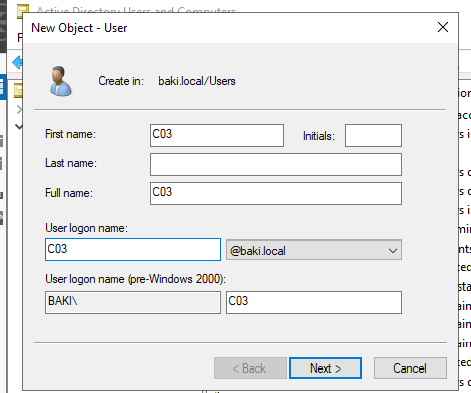 Active Directory Users and Computers
New Object - User
Create in: baki.local/Users
First name: C03 Initials:
Last name:
Full name: C03
User logon name:
C03 @baki.local
User logon name (pre-Windows 2000):
BAKI\ C03
< Back Next > Cancel